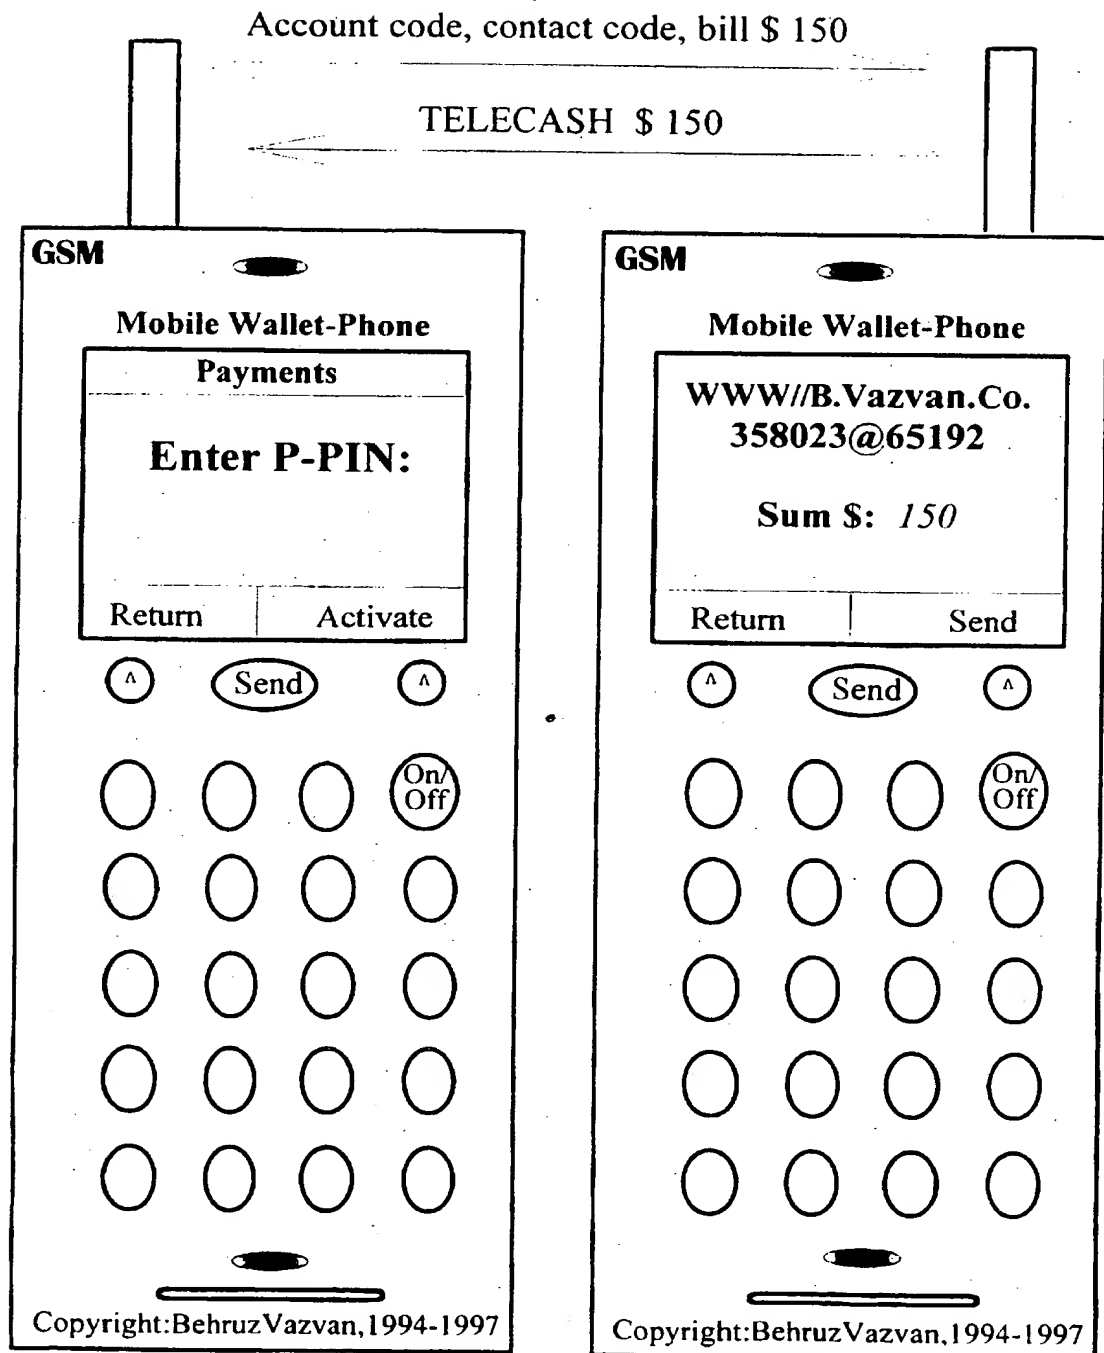 Account code, contact code, bill $ 150
TELECASH $ 150
GSM
Mobile Wallet-Phone
Payments
Enter P-PIN:
Return Activate
^ Send ^
On/
Off
Copyright:BehruzVazvan,1994-1997
GSM
Mobile Wallet-Phone
WWW//B.Vazvan.Co.
358023@65192
Sum $: 150
Return Send
^ Send ^
On/
Off
Copyright:BehruzVazvan,1994-1997